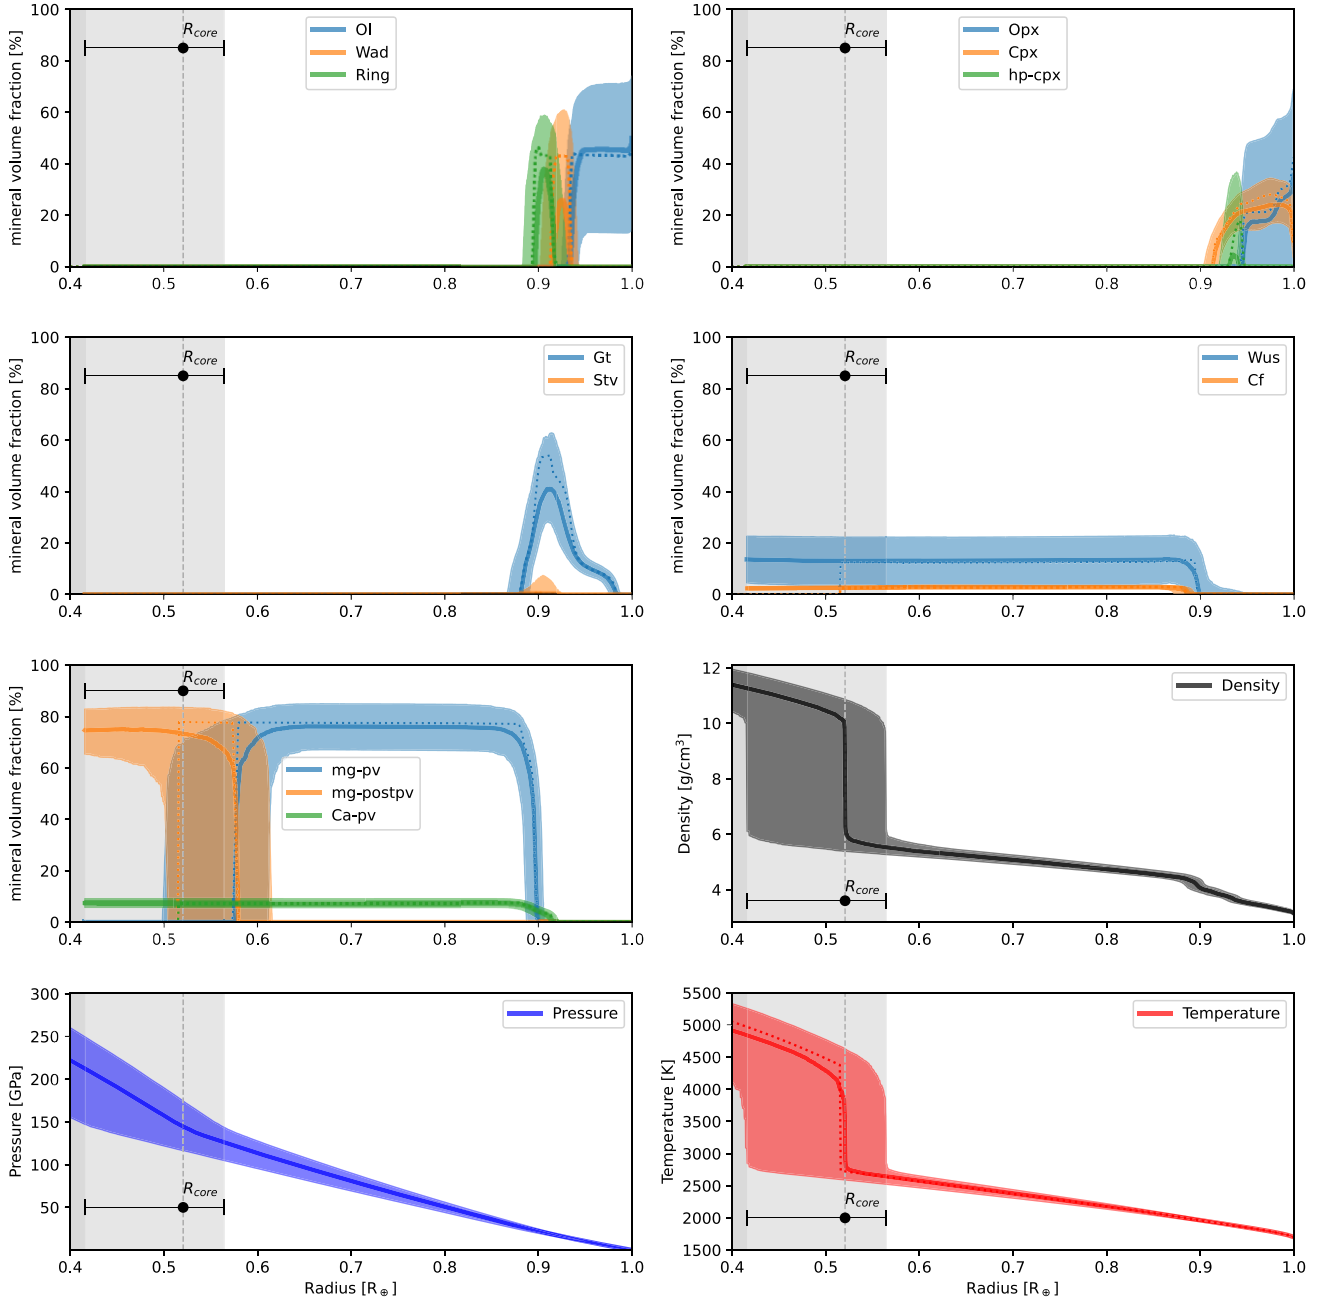 mineral volume fraction [%]
100
80
60
40
20
0
R_core
Ol
Wad
Ring
0.4 0.5 0.6 0.7 0.8 0.9 1.0
mineral volume fraction [%]
100
80
60
40
20
0
R_core
Opx
Cpx
hp-cpx
0.4 0.5 0.6 0.7 0.8 0.9 1.0
mineral volume fraction [%]
100
80
60
40
20
0
R_core
Gt
Stv
0.4 0.5 0.6 0.7 0.8 0.9 1.0
mineral volume fraction [%]
100
80
60
40
20
0
R_core
Wus
Cf
0.4 0.5 0.6 0.7 0.8 0.9 1.0
mineral volume fraction [%]
100
80
60
40
20
0
R_core
mg-pv
mg-postpv
Ca-pv
0.4 0.5 0.6 0.7 0.8 0.9 1.0
Density [g/cm³]
12
10
8
6
4
Density
R_core
0.4 0.5 0.6 0.7 0.8 0.9 1.0
Pressure [GPa]
300
250
200
150
100
50
Pressure
R_core
0.4 0.5 0.6 0.7 0.8 0.9 1.0
Radius [R⊕]
Temperature [K]
5500
5000
4500
4000
3500
3000
2500
2000
1500
Temperature
R_core
0.4 0.5 0.6 0.7 0.8 0.9 1.0
Radius [R⊕]